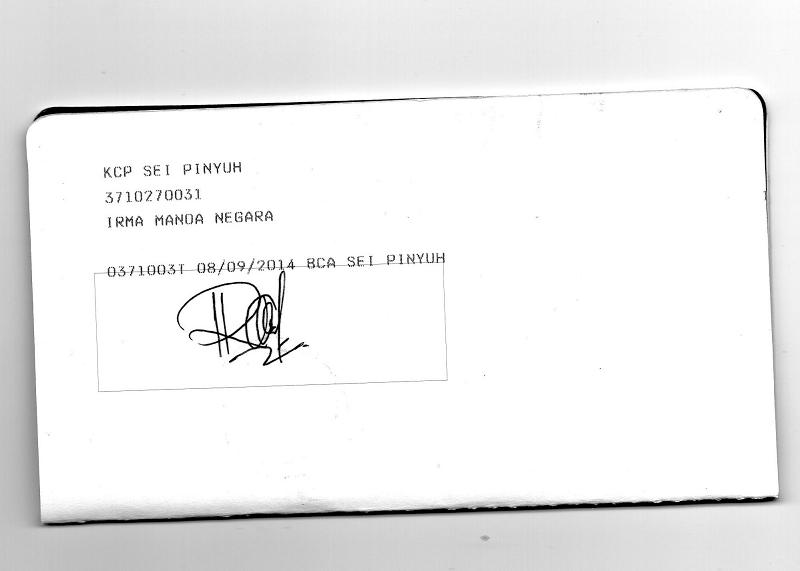 KCP SEI PINYUH
3710270031
IRMA MANDA NEGARA
0371003T 08/09/2014 BCA SEI PINYUH